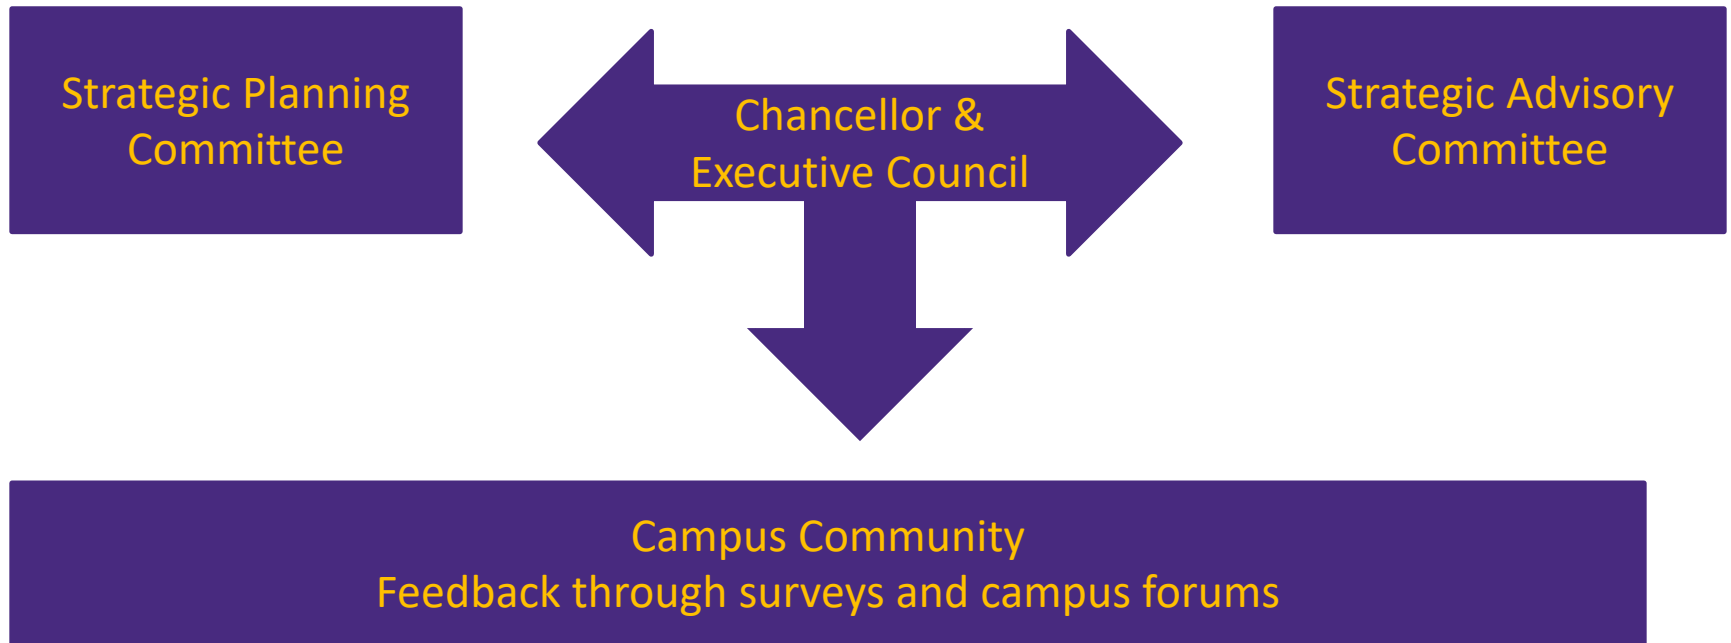 Strategic Planning
Committee
Chancellor &
Executive Council
Strategic Advisory
Committee
Campus Community
Feedback through surveys and campus forums